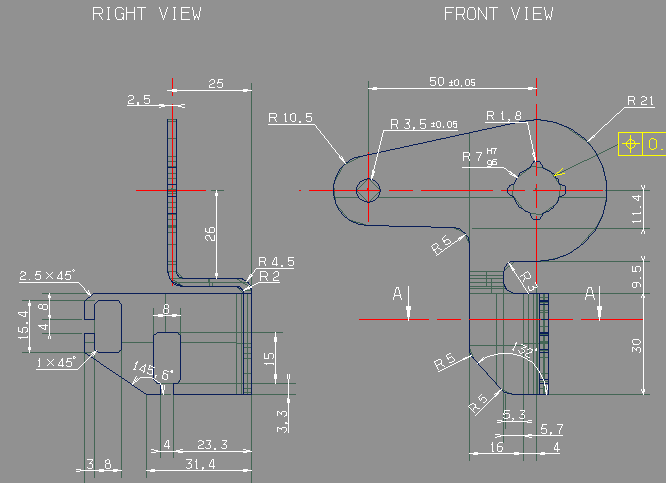 RIGHT VIEW
FRONT VIEW
25
50 ±0,05
2,5
R 21
R 10,5
R 3,5 ±0,05
R 1,8
R 7 H7
g6
0.
11,4
26
R 5
R 4,5
R 2
2.5×45°
R 3
9,5
8
4
15,4
8
A
A
30
1×45°
145,6°
15
R 5
132°
3,3
R 5
5,3
4
23,3
5,7
3
8
31,4
16
4